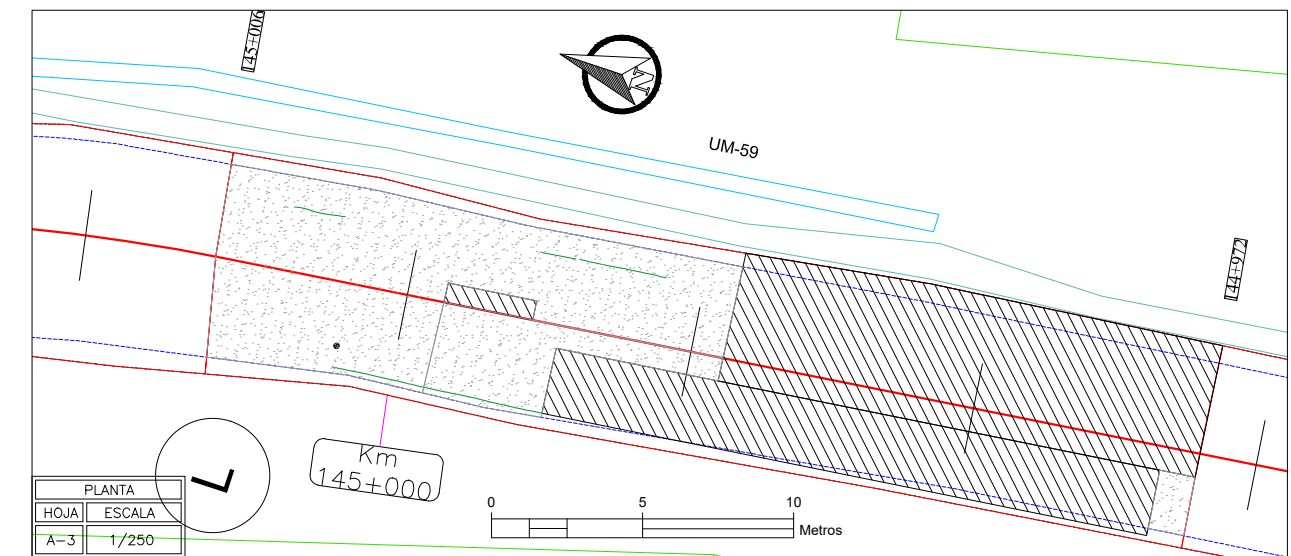 145+006
N
UM-59
144+972
Km
145+000
L
PLANTA
HOJA ESCALA
A-3 1/250
0 5 10
Metros